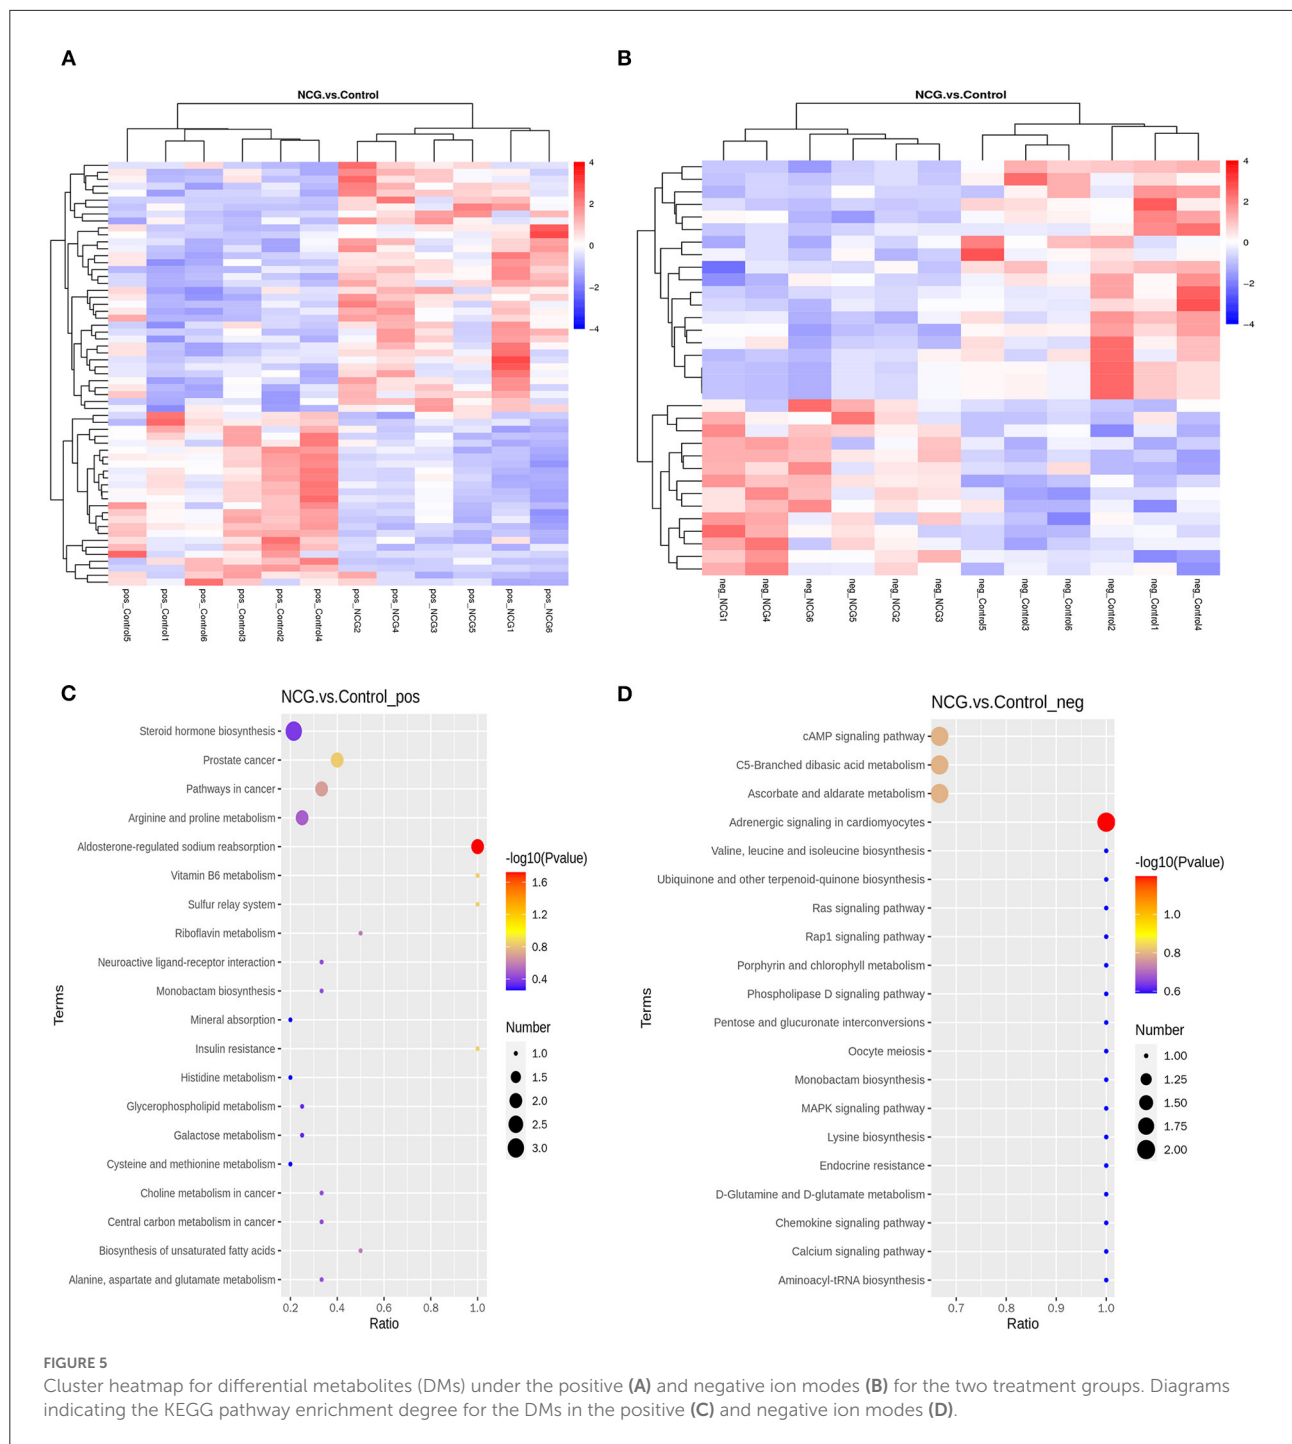 A
NCG.vs.Control
4
2
0
−2
−4
pos_Control5
pos_Control1
pos_Control6
pos_Control3
pos_Control2
pos_Control4
pos_NCG2
pos_NCG4
pos_NCG3
pos_NCG5
pos_NCG1
pos_NCG6
B
NCG.vs.Control
4
2
0
−2
−4
neg_NCG1
neg_NCG4
neg_NCG6
neg_NCG5
neg_NCG2
neg_NCG3
neg_Control5
neg_Control3
neg_Control6
neg_Control2
neg_Control1
neg_Control4
C
NCG.vs.Control_pos
Terms
Steroid hormone biosynthesis
Prostate cancer
Pathways in cancer
Arginine and proline metabolism
Aldosterone-regulated sodium reabsorption
Vitamin B6 metabolism
Sulfur relay system
Riboflavin metabolism
Neuroactive ligand-receptor interaction
Monobactam biosynthesis
Mineral absorption
Insulin resistance
Histidine metabolism
Glycerophospholipid metabolism
Galactose metabolism
Cysteine and methionine metabolism
Choline metabolism in cancer
Central carbon metabolism in cancer
Biosynthesis of unsaturated fatty acids
Alanine, aspartate and glutamate metabolism
0.2 0.4 0.6 0.8 1.0
Ratio
-log10(Pvalue)
1.6
1.2
0.8
0.4
Number
1.0
1.5
2.0
2.5
3.0
D
NCG.vs.Control_neg
Terms
cAMP signaling pathway
C5-Branched dibasic acid metabolism
Ascorbate and aldarate metabolism
Adrenergic signaling in cardiomyocytes
Valine, leucine and isoleucine biosynthesis
Ubiquinone and other terpenoid-quinone biosynthesis
Ras signaling pathway
Rap1 signaling pathway
Porphyrin and chlorophyll metabolism
Phospholipase D signaling pathway
Pentose and glucuronate interconversions
Oocyte meiosis
Monobactam biosynthesis
MAPK signaling pathway
Lysine biosynthesis
Endocrine resistance
D-Glutamine and D-glutamate metabolism
Chemokine signaling pathway
Calcium signaling pathway
Aminoacyl-tRNA biosynthesis
0.7 0.8 0.9 1.0
Ratio
-log10(Pvalue)
1.0
0.8
0.6
Number
1.00
1.25
1.50
1.75
2.00
FIGURE 5
Cluster heatmap for differential metabolites (DMs) under the positive (A) and negative ion modes (B) for the two treatment groups. Diagrams
indicating the KEGG pathway enrichment degree for the DMs in the positive (C) and negative ion modes (D).